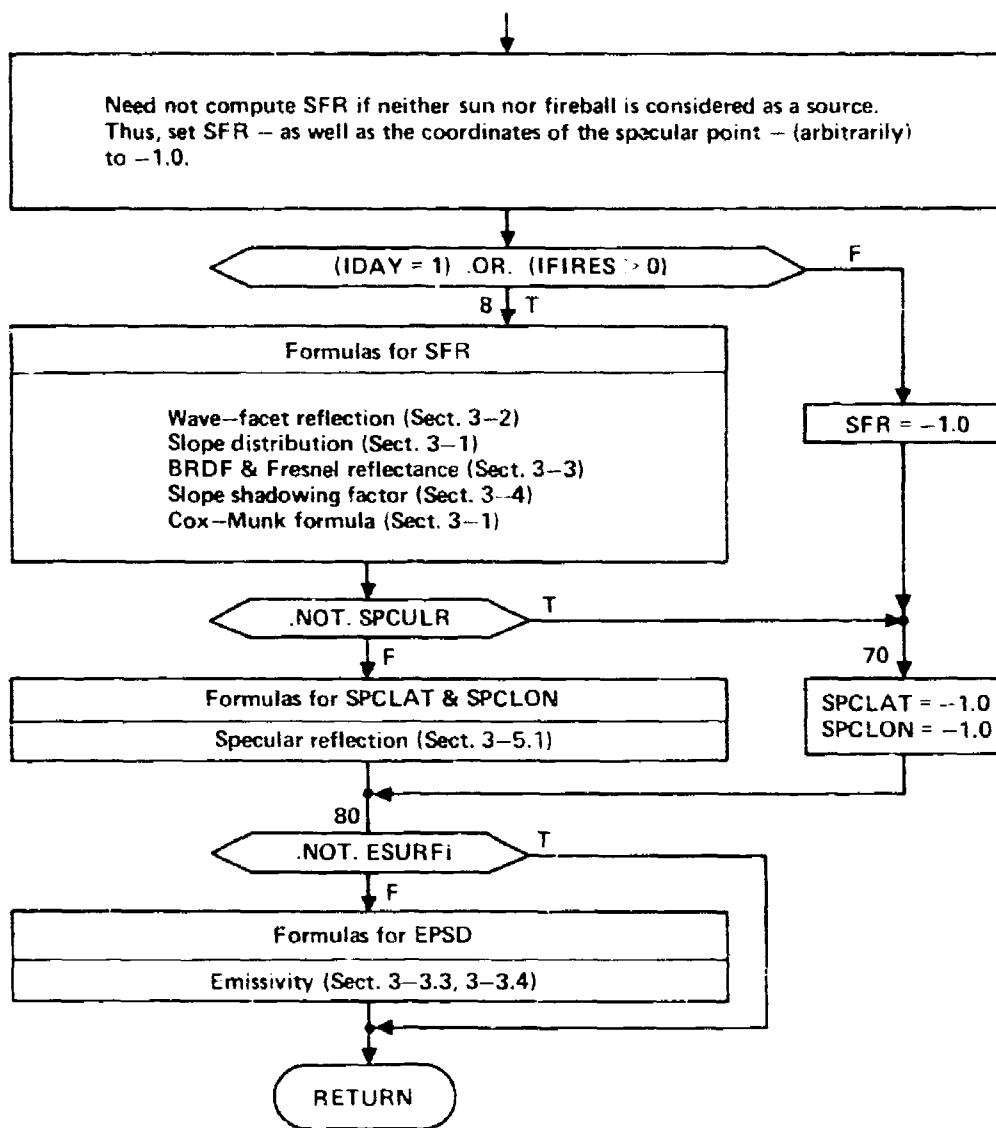 Need not compute SFR if neither sun nor fireball is considered as a source.
Thus, set SFR – as well as the coordinates of the specular point – (arbitrarily)
to –1.0.
(IDAY = 1) .OR. (IFIRES > 0)
F
8
T
Formulas for SFR
Wave–facet reflection (Sect. 3–2)
Slope distribution (Sect. 3–1)
BRDF & Fresnel reflectance (Sect. 3–3)
Slope shadowing factor (Sect. 3–4)
Cox–Munk formula (Sect. 3–1)
SFR = –1.0
.NOT. SPCULR
T
F
70
Formulas for SPCLAT & SPCLON
Specular reflection (Sect. 3–5.1)
SPCLAT = –1.0
SPCLON = –1.0
80
.NOT. ESURFi
T
F
Formulas for EPSD
Emissivity (Sect. 3–3.3, 3–3.4)
RETURN